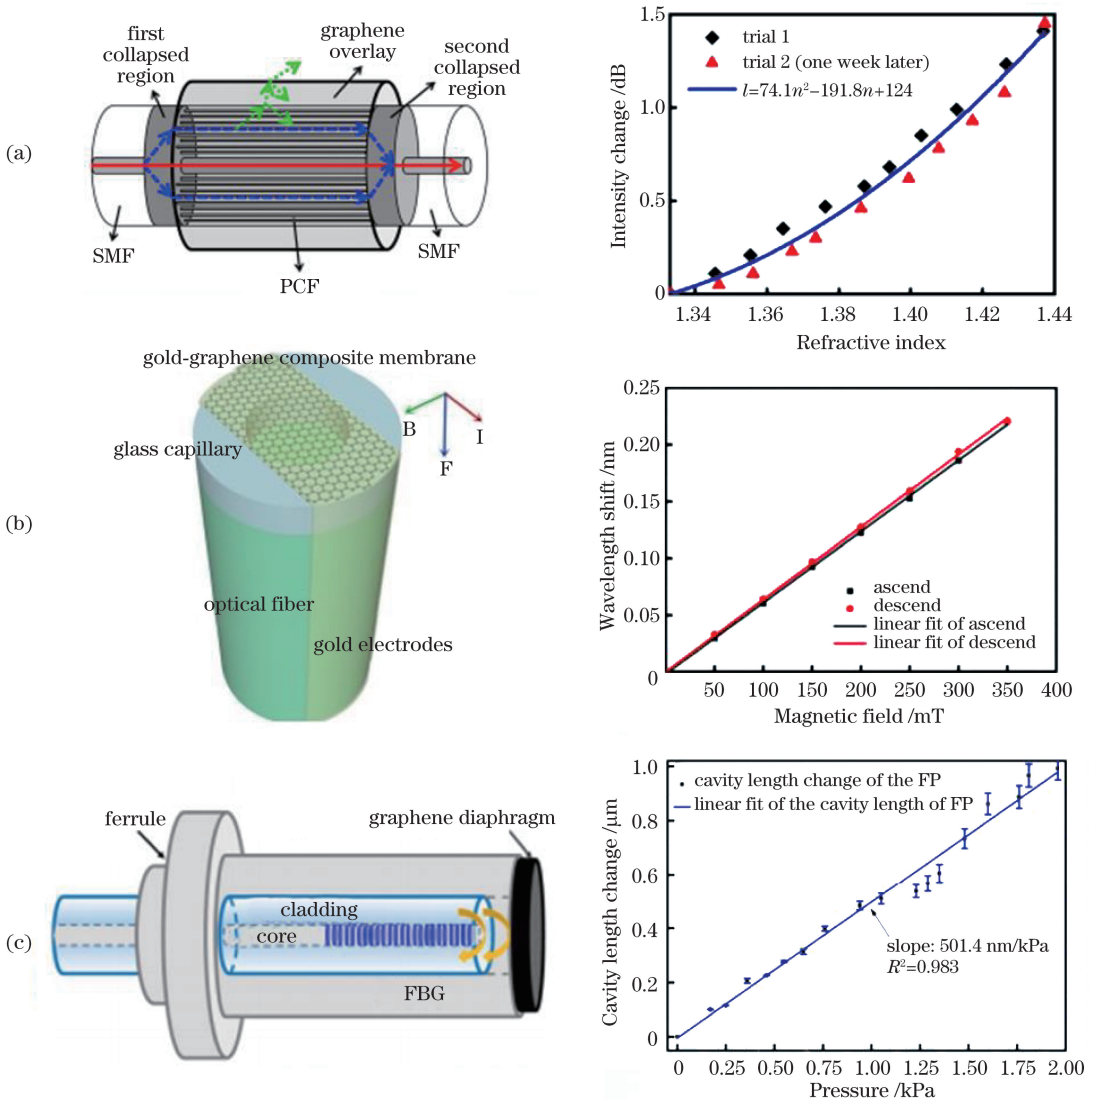 (a)
first
collapsed
region
graphene
overlay
second
collapsed
region
SMF
PCF
SMF
1.5
1.0
0.5
0
Intensity change /dB
trial 1
trial 2 (one week later)
l=74.1n²−191.8n+124
1.34 1.36 1.38 1.40 1.42 1.44
Refractive index
(b)
gold-graphene composite membrane
glass capillary
B
I
F
optical fiber
gold electrodes
0.25
0.20
0.15
0.10
0.05
0
Wavelength shift /nm
ascend
descend
linear fit of ascend
linear fit of descend
50 100 150 200 250 300 350 400
Magnetic field /mT
(c)
ferrule
graphene diaphragm
cladding
core
FBG
1.0
0.8
0.6
0.4
0.2
0
Cavity length change /μm
cavity length change of the FP
linear fit of the cavity length of FP
slope: 501.4 nm/kPa
R²=0.983
0 0.25 0.50 0.75 1.00 1.25 1.50 1.75 2.00
Pressure /kPa